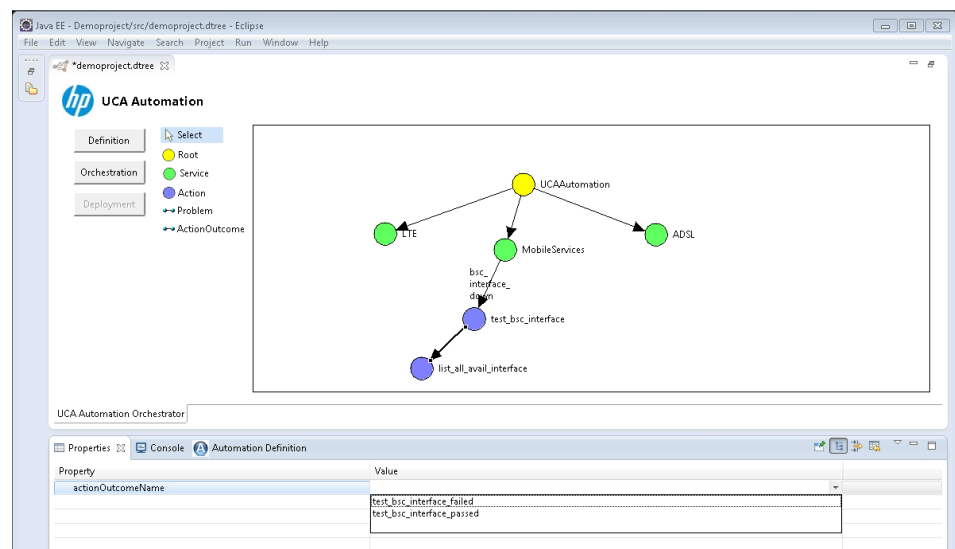 Java EE - Demoproject/src/demoproject.dtree - Eclipse
File Edit View Navigate Search Project Run Window Help
*demoproject.dtree
hp UCA Automation
Definition
Orchestration
Deployment
Select
Root
Service
Action
Problem
ActionOutcome
UCAAutomation
LTE
MobileServices
ADSL
bsc_
interface_
down
test_bsc_interface
list_all_avail_interface
UCA Automation Orchestrator
Properties Console Automation Definition
Property Value
actionOutcomeName
test_bsc_interface_failed
test_bsc_interface_passed